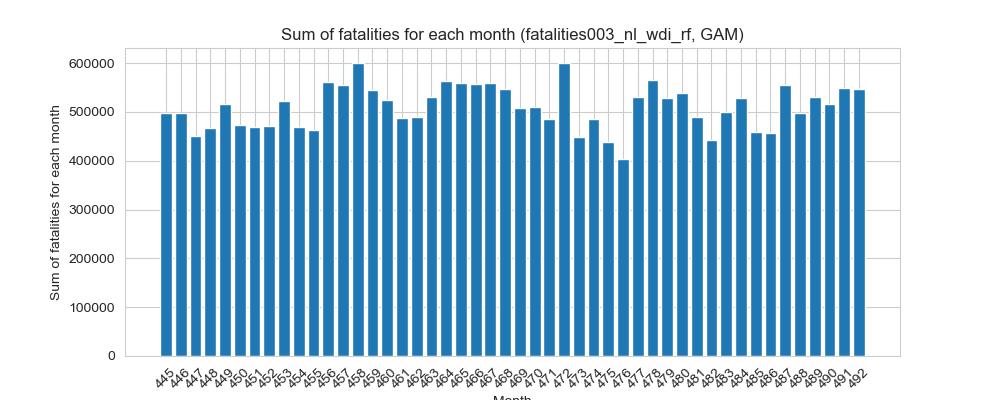 Sum of fatalities for each month (fatalities003_nl_wdi_rf, GAM)
Sum of fatalities for each month
600000
500000
400000
300000
200000
100000
0
445 446 447 448 449 450 451 452 453 454 455 456 457 458 459 460 461 462 463 464 465 466 467 468 469 470 471 472 473 474 475 476 477 478 479 480 481 482 483 484 485 486 487 488 489 490 491 492
Month